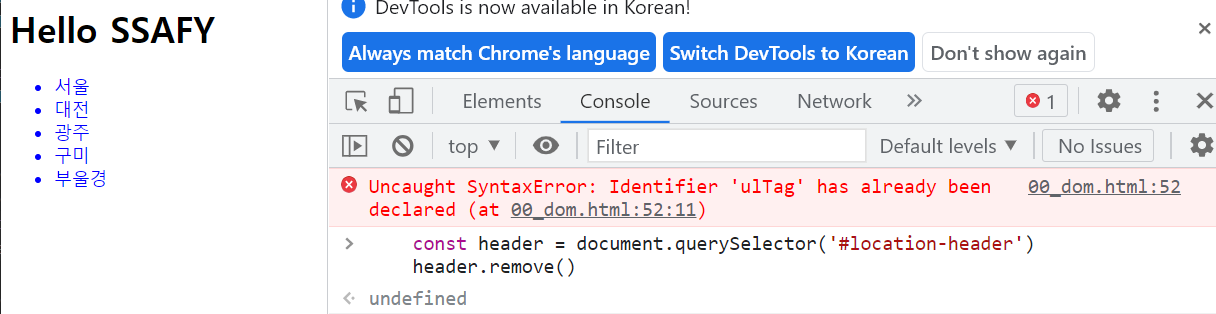 Hello SSAFY
서울
대전
광주
구미
부울경
DevTools is now available in Korean!
Always match Chrome's language Switch DevTools to Korean Don't show again
Elements Console Sources Network 1
top Filter Default levels No Issues
Uncaught SyntaxError: Identifier 'ulTag' has already been 00_dom.html:52
declared (at 00_dom.html:52:11)
const header = document.querySelector('#location-header')
header.remove()
undefined